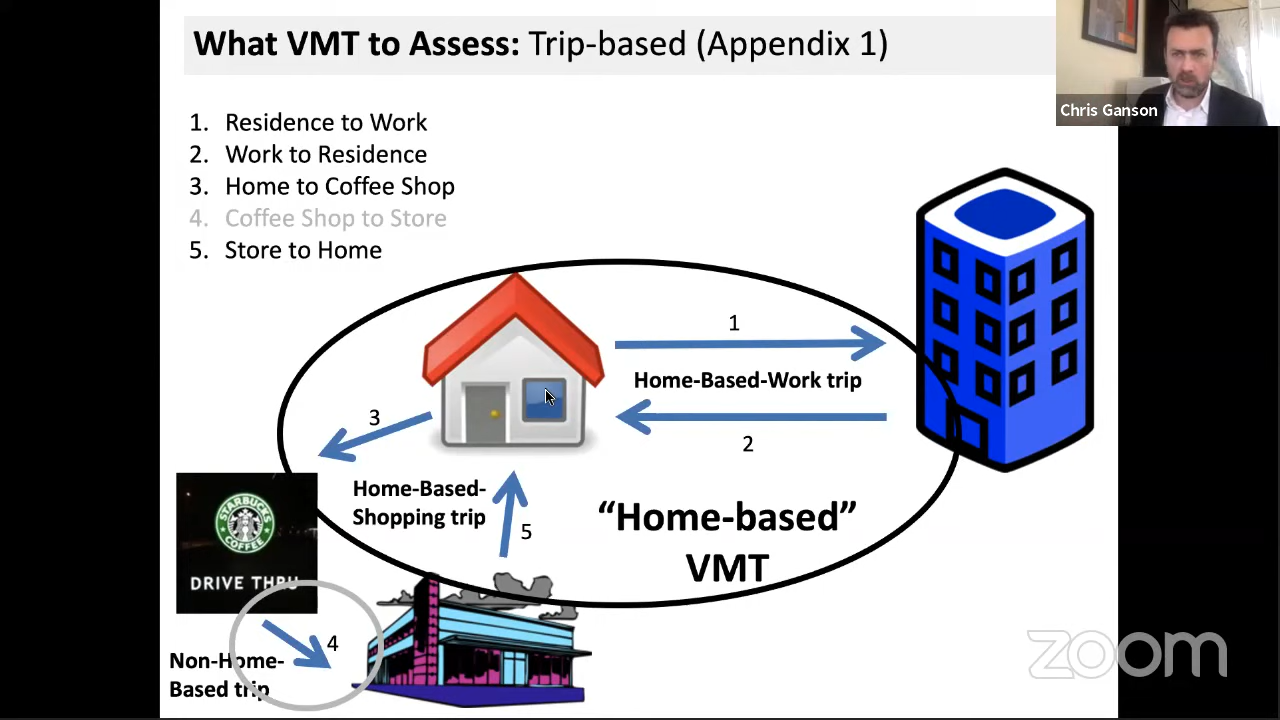 What VMT to Assess: Trip-based (Appendix 1)
Chris Ganson
1. Residence to Work
2. Work to Residence
3. Home to Coffee Shop
4. Coffee Shop to Store
5. Store to Home
1
Home-Based-Work trip
2
3
Home-Based-
Shopping trip
5
“Home-based”
VMT
STARBUCKS
COFFEE
DRIVE THRU
4
Non-Home-
Based trip
zoom